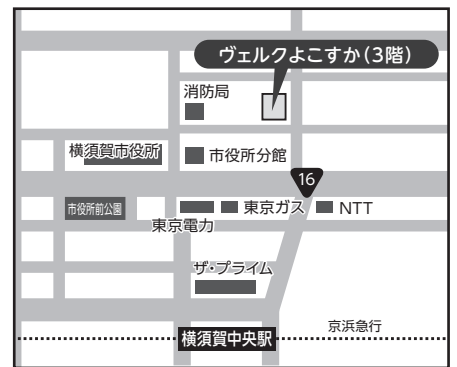 ヴェルクよこすか(3階)
消防局
横須賀市役所
市役所分館
16
市役所前公園
東京ガス
NTT
東京電力
ザ・プライム
京浜急行
横須賀中央駅